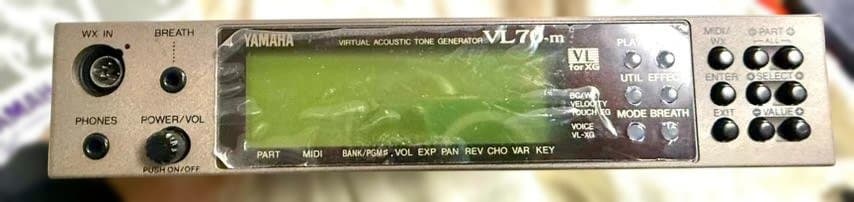 WX IN
BREATH
PHONES
POWER/VOL
PUSH ON/OFF
YAMAHA
VIRTUAL ACOUSTIC TONE GENERATOR VL70-m
VL
for XG
PLAY
UTIL EFFECT
BC/WX
VELOCITY
TOUCH EG
MODE BREATH
VOICE
VL-XG
PART MIDI BANK/PGM# VOL EXP PAN REV CHO VAR KEY
MIDI/
WX
PART
ALL
ENTER
SELECT
EXIT
VALUE
YAMAHA